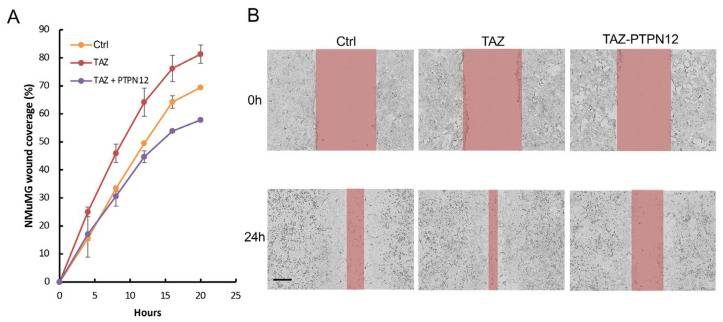 A
B
NMuMG wound coverage (%)
90
80
70
60
50
40
30
20
10
0
0
5
10
15
20
25
Hours
Ctrl
TAZ
TAZ + PTPN12
Ctrl
TAZ
TAZ-PTPN12
0h
24h